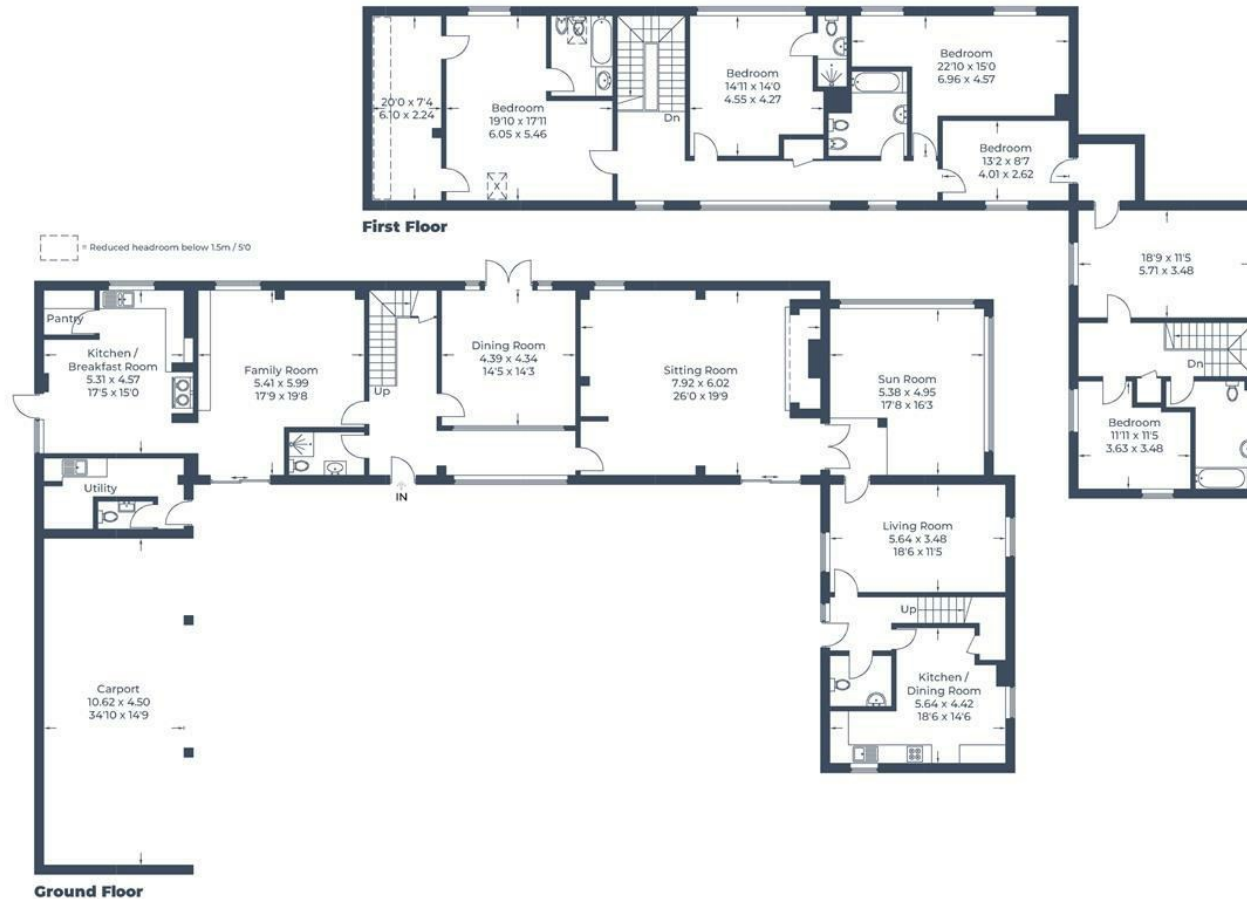 20'0 x 7'4
6.10 x 2.24
Bedroom
19'10 x 17'11
6.05 x 5.46
Dn
Bedroom
14'11 x 14'0
4.55 x 4.27
Bedroom
22'10 x 15'0
6.96 x 4.57
Bedroom
13'2 x 8'7
4.01 x 2.62
X
First Floor
18'9 x 11'5
5.71 x 3.48
Dn
Bedroom
11'11 x 11'5
3.63 x 3.48
= Reduced headroom below 1.5m / 5'0
Pantry
Kitchen /
Breakfast Room
5.31 x 4.57
17'5 x 15'0
Family Room
5.41 x 5.99
17'9 x 19'8
Up
Dining Room
4.39 x 4.34
14'5 x 14'3
Sitting Room
7.92 x 6.02
26'0 x 19'9
Sun Room
5.38 x 4.95
17'8 x 16'3
Utility
IN
Living Room
5.64 x 3.48
18'6 x 11'5
Up
Kitchen /
Dining Room
5.64 x 4.42
18'6 x 14'6
Carport
10.62 x 4.50
34'10 x 14'9
Ground Floor